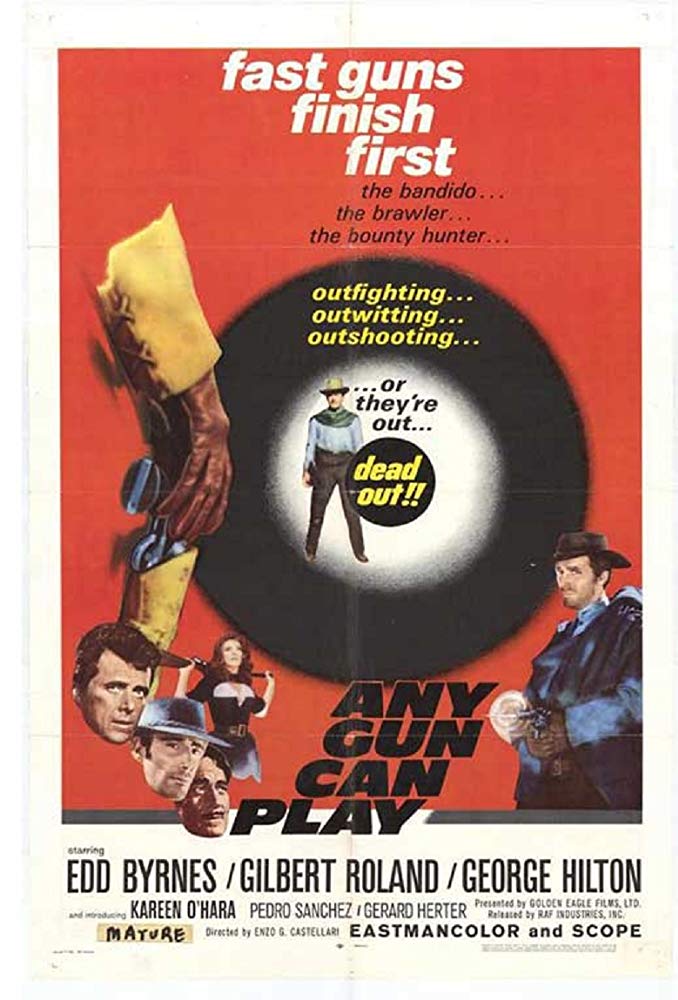 fast guns
finish
first
the bandido...
the brawler...
the bounty hunter...
outfighting...
outwitting...
outshooting...
...or
they're
out...
dead
out!!
ANY
GUN
CAN
PLAY
starring
EDD BYRNES / GILBERT ROLAND / GEORGE HILTON
and introducing KAREEN O'HARA PEDRO SANCHEZ / GERARD HERTER
Presented by GOLDEN EAGLE FILMS, LTD.
Released by RAF INDUSTRIES, INC.
MATURE
Directed by ENZO G. CASTELLARI
EASTMANCOLOR and SCOPE